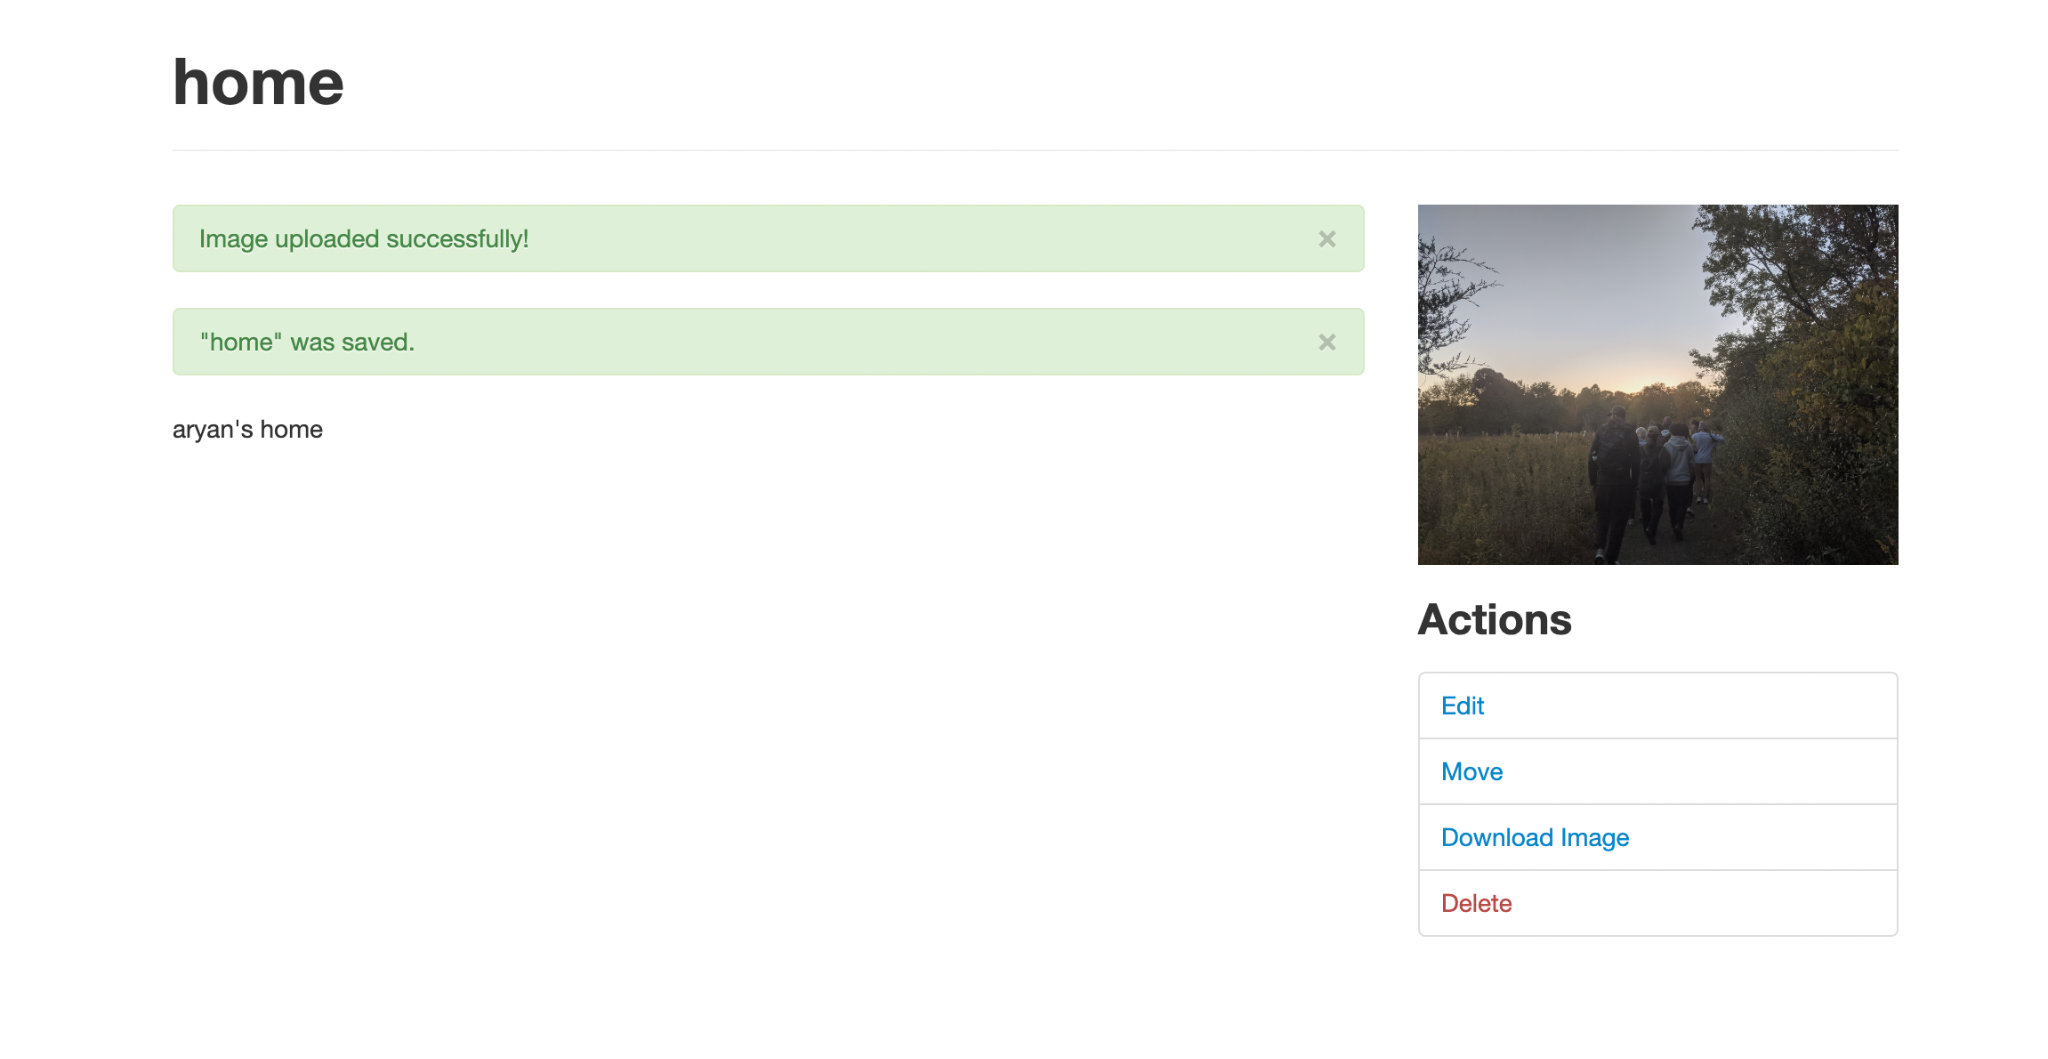 home
Image uploaded successfully!
×
"home" was saved.
×
aryan's home
Actions
Edit
Move
Download Image
Delete